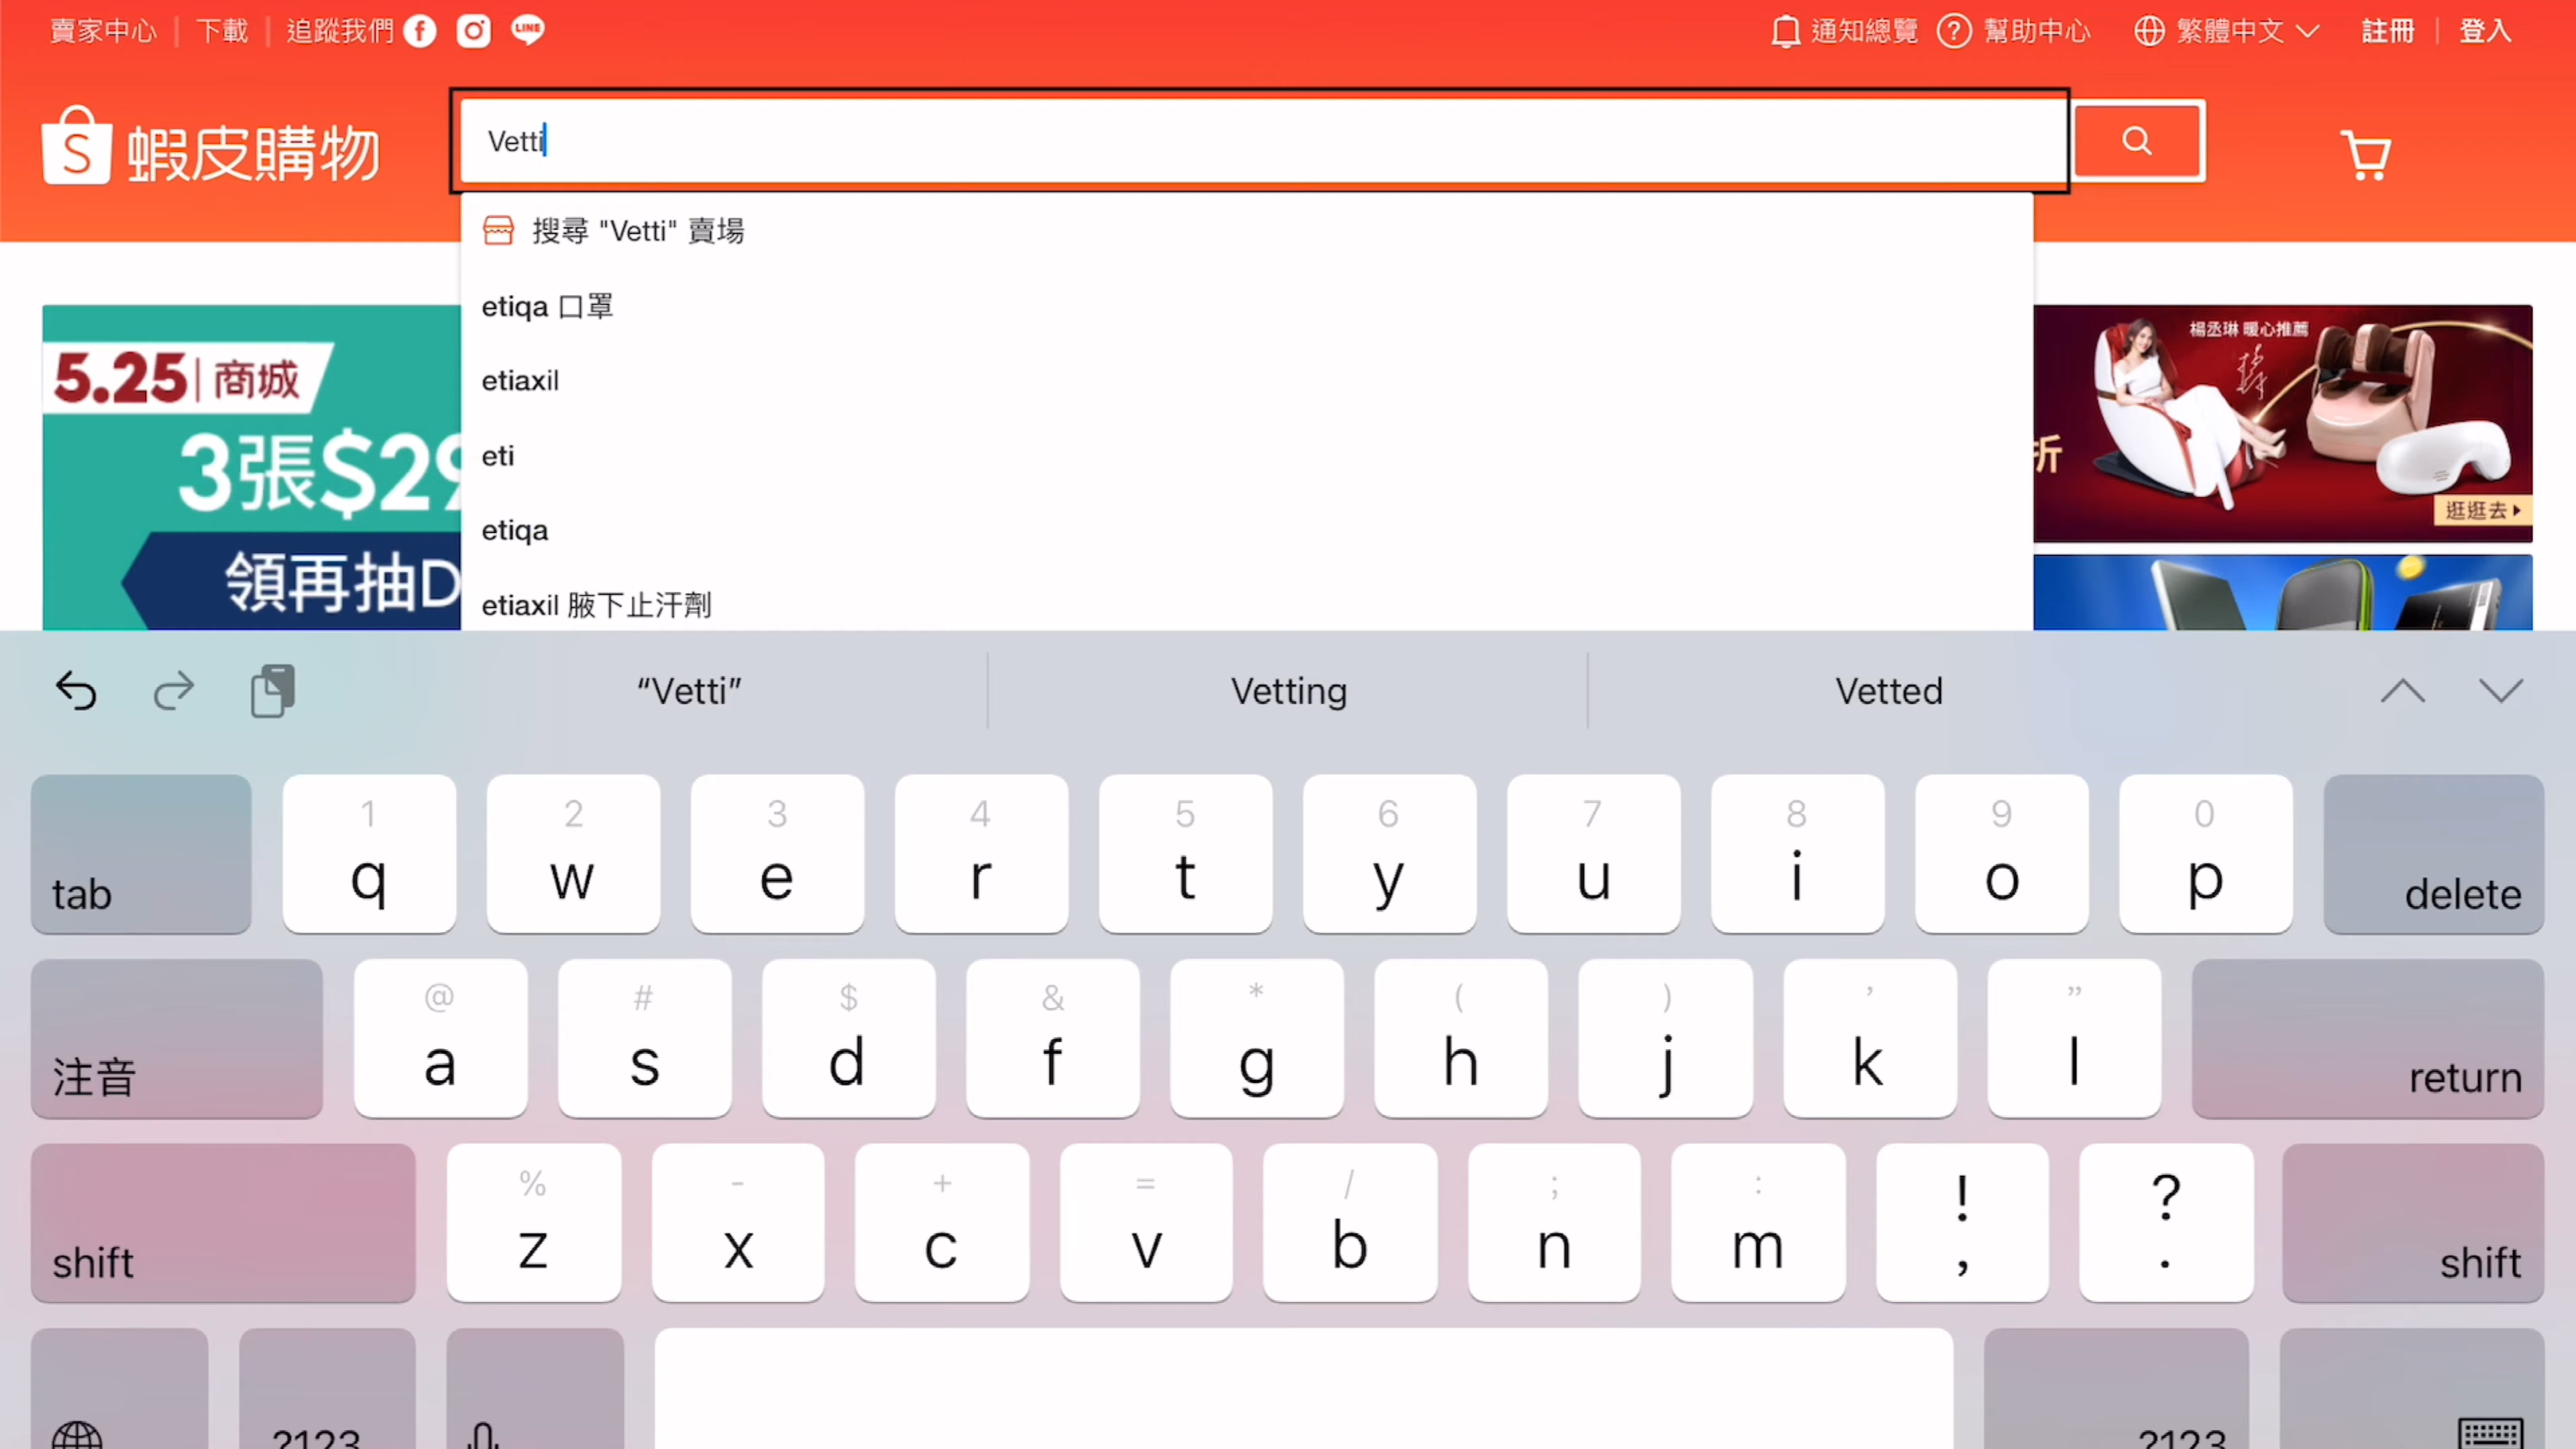 賣家中心 下載 追蹤我們
LINE
通知總覽 幫助中心 繁體中文 註冊 登入
S 蝦皮購物
Vetti
搜尋 "Vetti" 賣場
etiqa 口罩
etiaxil
eti
etiqa
etiaxil 腋下止汗劑
5.25 商城
3張$29
領再抽D
楊丞琳 暖心推薦
折
逛逛去
“Vetti” Vetting Vetted
1 2 3 4 5 6 7 8 9 0
tab q w e r t y u i o p delete
@ # $ & * ( ) ’ ”
注音 a s d f g h j k l return
% - + = / ; : ! ?
shift z x c v b n m , . shift
?123 ?123